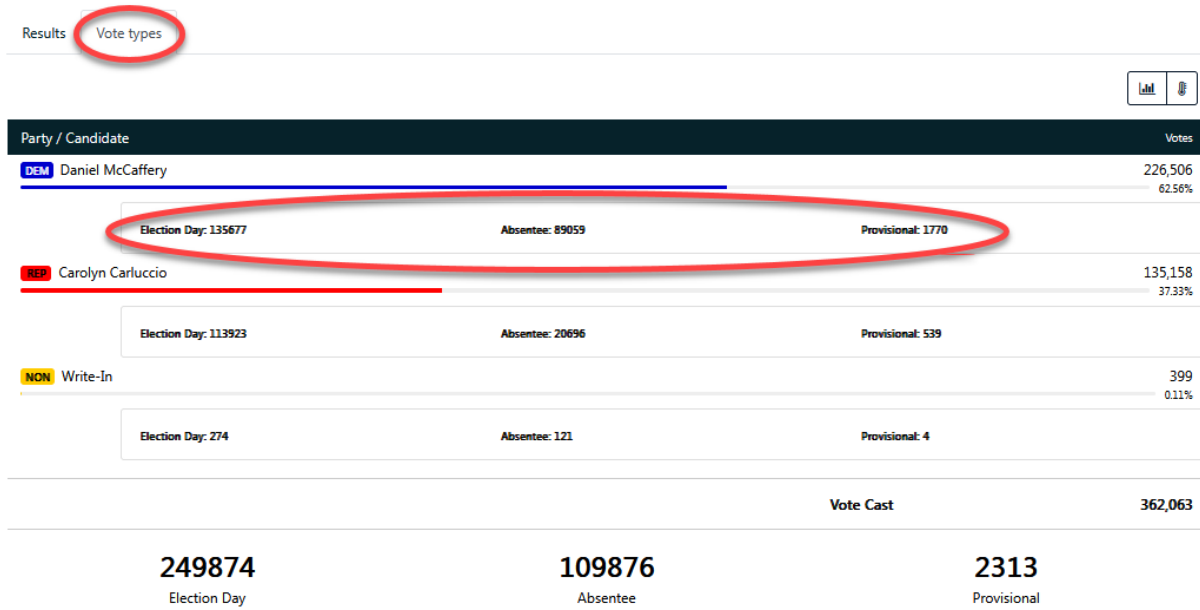 Results Vote types
Party / Candidate Votes
DEM Daniel McCaffery 226,506
62.56%
Election Day: 135677 Absentee: 89059 Provisional: 1770
REP Carolyn Carluccio 135,158
37.33%
Election Day: 113923 Absentee: 20696 Provisional: 539
NON Write-In 399
0.11%
Election Day: 274 Absentee: 121 Provisional: 4
Vote Cast 362,063
249874 109876 2313
Election Day Absentee Provisional